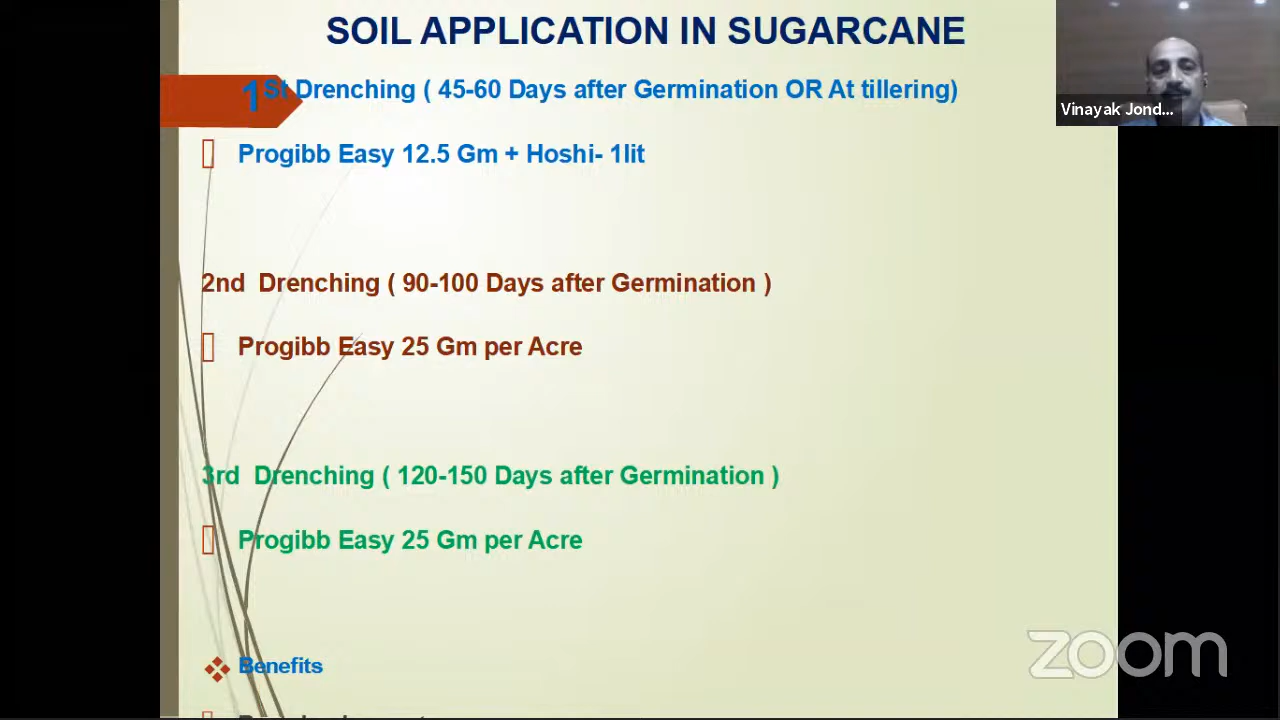 SOIL APPLICATION IN SUGARCANE
1St Drenching ( 45-60 Days after Germination OR At tillering)
Vinayak Jond...
Progibb Easy 12.5 Gm + Hoshi- 1lit
2nd Drenching ( 90-100 Days after Germination )
Progibb Easy 25 Gm per Acre
3rd Drenching ( 120-150 Days after Germination )
Progibb Easy 25 Gm per Acre
zoom
Benefits